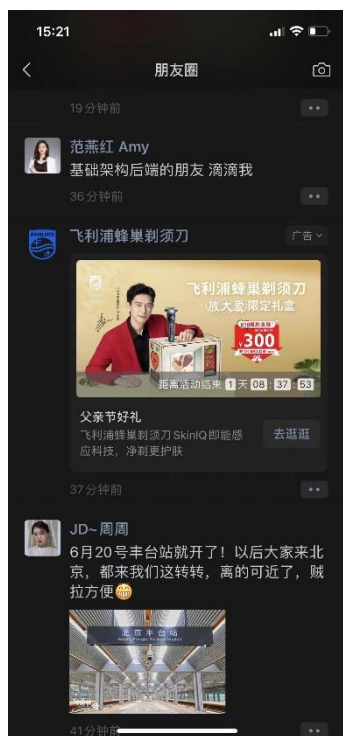 15:21
朋友圈
19分钟前
范燕红 Amy
基础架构后端的朋友 滴滴我
36分钟前
PHILIPS
飞利浦蜂巢剃须刀
广告
飞利浦蜂巢剃须刀
放大爱·限定礼盒
300
距离活动结束 1 天 08 : 37 : 53
父亲节好礼
飞利浦蜂巢剃须刀 SkinIQ即能感
应科技，净剃更护肤
去逛逛
37分钟前
JD~周周
6月20号丰台站就开了！以后大家来北
京，都来我们这转转，离的可近了，贼
拉方便😁
北京丰台站
41分钟前